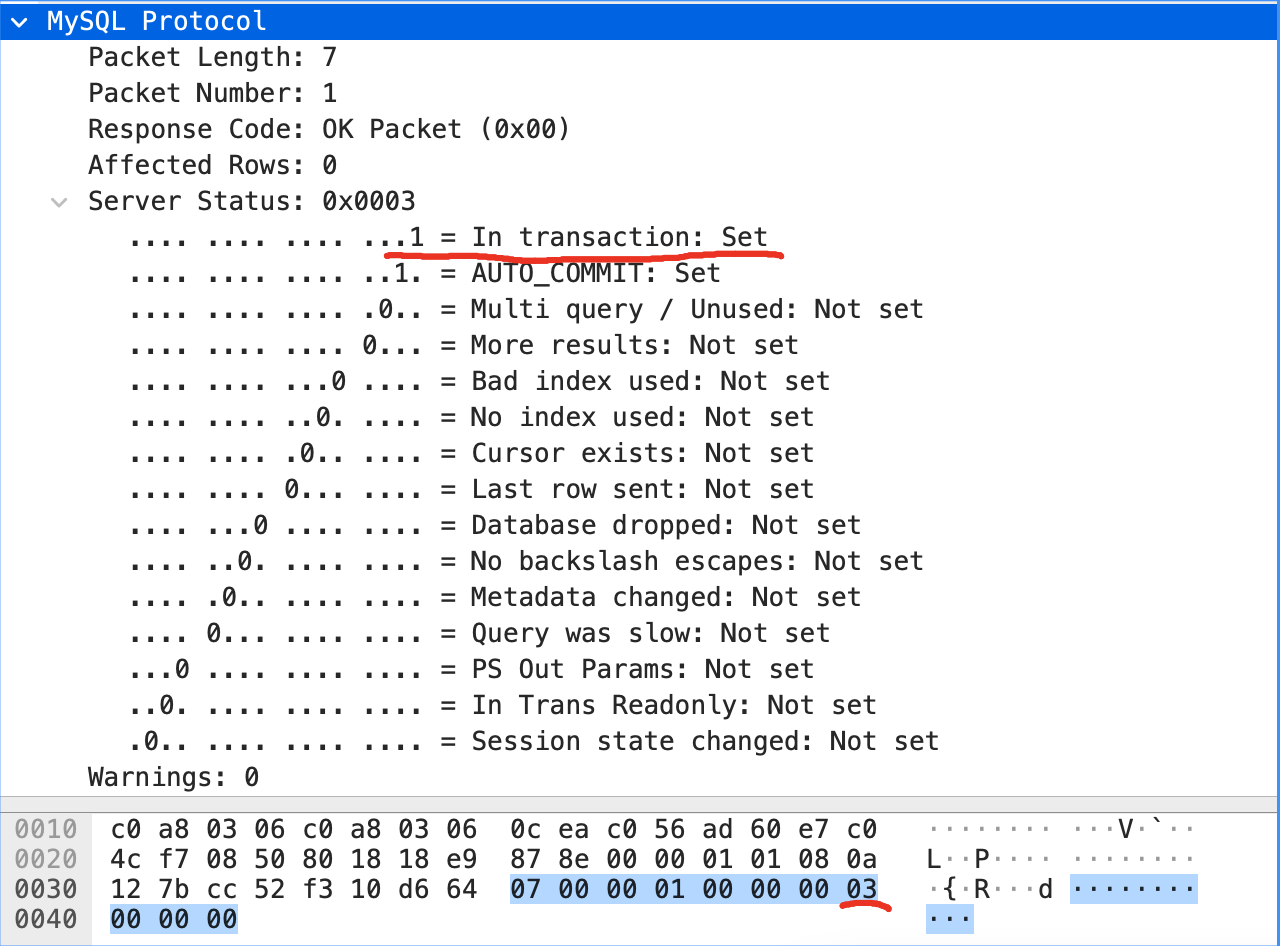 MySQL Protocol
Packet Length: 7
Packet Number: 1
Response Code: OK Packet (0x00)
Affected Rows: 0
Server Status: 0x0003
.... .... .... ...1 = In transaction: Set
.... .... .... ..1. = AUTO_COMMIT: Set
.... .... .... .0.. = Multi query / Unused: Not set
.... .... .... 0... = More results: Not set
.... .... ...0 .... = Bad index used: Not set
.... .... ..0. .... = No index used: Not set
.... .... .0.. .... = Cursor exists: Not set
.... .... 0... .... = Last row sent: Not set
.... ...0 .... .... = Database dropped: Not set
.... ..0. .... .... = No backslash escapes: Not set
.... .0.. .... .... = Metadata changed: Not set
.... 0... .... .... = Query was slow: Not set
...0 .... .... .... = PS Out Params: Not set
..0. .... .... .... = In Trans Readonly: Not set
.0.. .... .... .... = Session state changed: Not set
Warnings: 0
0010 c0 a8 03 06 c0 a8 03 06 0c ea c0 56 ad 60 e7 c0 ········ ···V·`··
0020 4c f7 08 50 80 18 18 e9 87 8e 00 00 01 01 08 0a L··P···· ········
0030 12 7b cc 52 f3 10 d6 64 07 00 00 01 00 00 00 03 ·{·R···d ········
0040 00 00 00 ···